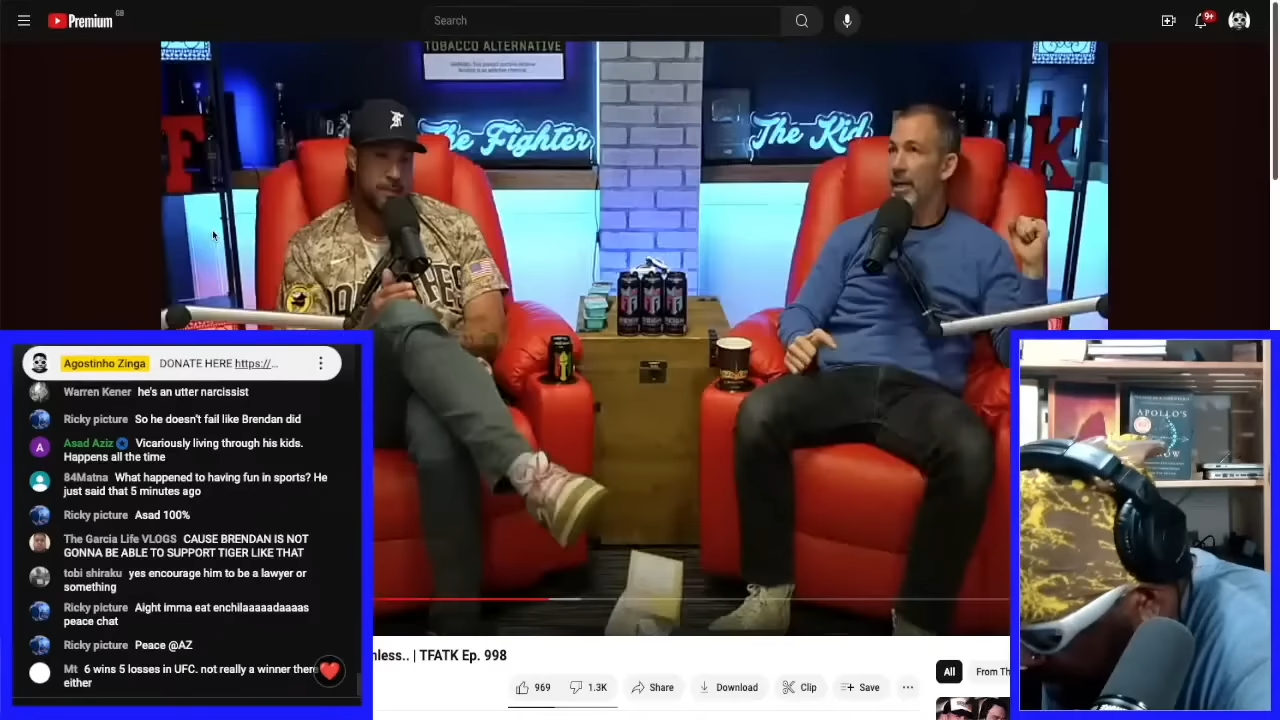 Premium GB
Search
9+
TOBACCO ALTERNATIVE
The Fighter
The Kid
F
K
Agostinho Zinga DONATE HERE https://...
Warren Kener he's an utter narcissist
Ricky picture So he doesn't fail like Brendan did
A
Asad Aziz Vicariously living through his kids.
Happens all the time
84Matna What happened to having fun in sports? He
just said that 5 minutes ago
Ricky picture Asad 100%
The Garcia Life VLOGS CAUSE BRENDAN IS NOT
GONNA BE ABLE TO SUPPORT TIGER LIKE THAT
tobi shiraku yes encourage him to be a lawyer or
something
Ricky picture Aight imma eat enchilaaaaadaaaas
peace chat
Ricky picture Peace @AZ
Mt 6 wins 5 losses in UFC. not really a winner there
either
nless.. | TFATK Ep. 998
969
1.3K
Share
Download
Clip
Save
All
From Th
APOLLO'S